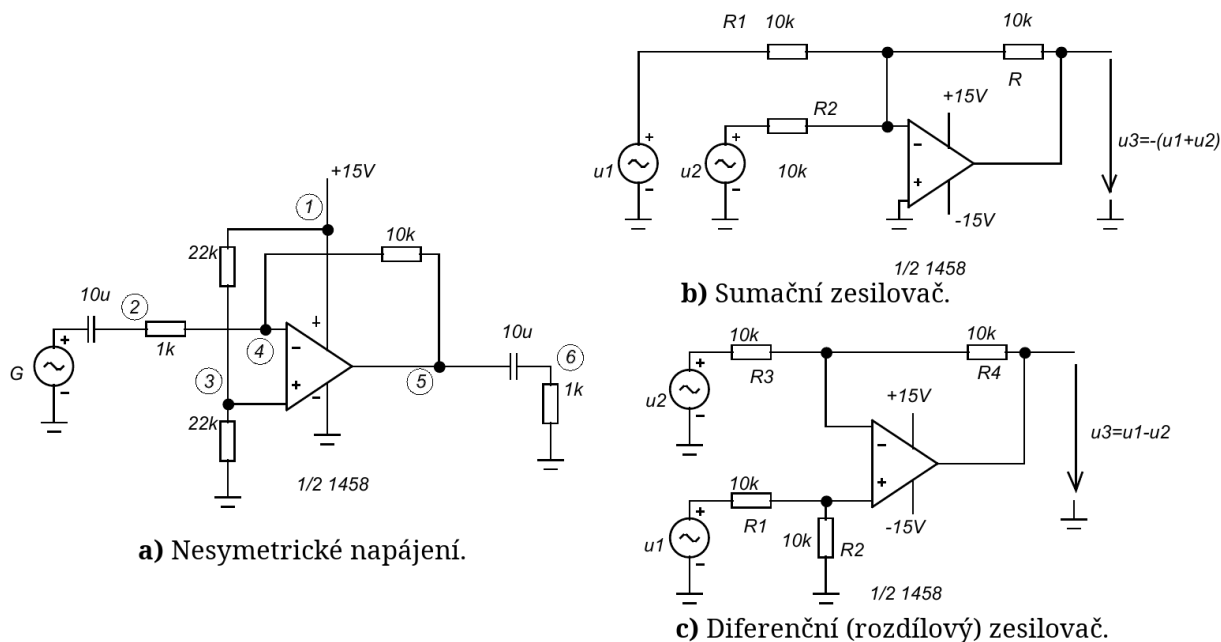 +15V
1
22k
10k
10u
2
1k
4
G
3
22k
+
−
+
−
+
−
5
10u
6
1k
1/2 1458
a) Nesymetrické napájení.
R1 10k
10k
R
R2
10k
+15V
-15V
u1
+
−
u2
+
−
−
+
u3=-(u1+u2)
1/2 1458
b) Sumační zesilovač.
10k
R3
10k
R4
u2
+
−
+15V
−
+
-15V
u3=u1-u2
10k
R1
u1
+
−
10k
R2
1/2 1458
c) Diferenční (rozdílový) zesilovač.